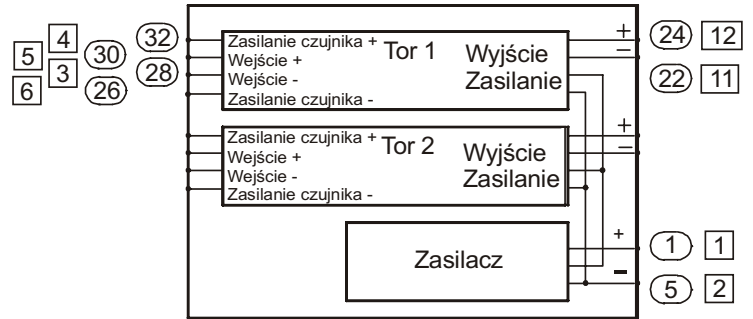 4 32
5 30
3 28
6 26
Zasilanie czujnika +
Wejście +
Wejście -
Zasilanie czujnika -
Tor 1
Wyjście
Zasilanie
+
−
24 12
22 11
Zasilanie czujnika +
Wejście +
Wejście -
Zasilanie czujnika -
Tor 2
Wyjście
Zasilanie
+
−
Zasilacz
+
−
1 1
5 2